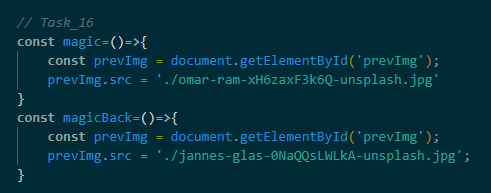 // Task_16
const magic=()=>{
    const prevImg = document.getElementById('prevImg');
    prevImg.src = './omar-ram-xH6zaxF3k6Q-unsplash.jpg'
}
const magicBack=()=>{
    const prevImg = document.getElementById('prevImg');
    prevImg.src = './jannes-glas-0NaQQsLWLkA-unsplash.jpg';
}